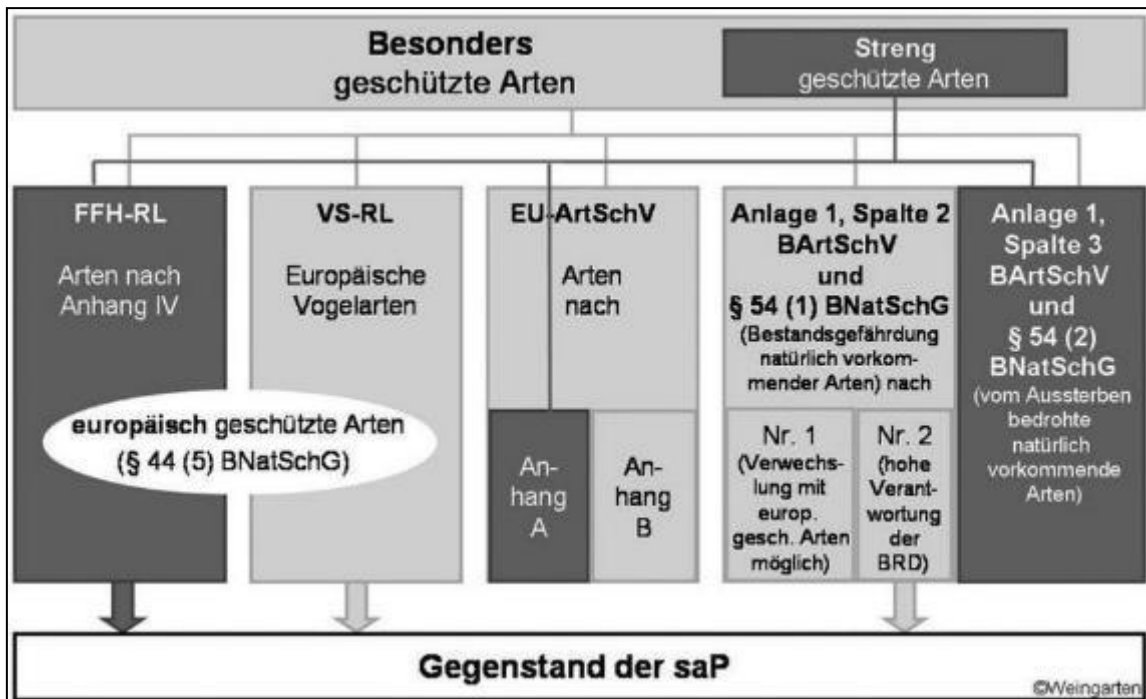 Besonders
geschützte Arten
Streng
geschützte Arten
FFH-RL
Arten nach
Anhang IV
VS-RL
Europäische
Vogelarten
europäisch geschützte Arten
(§ 44 (5) BNatSchG)
EU-ArtSchV
Arten
nach
An-
hang
A
An-
hang
B
Anlage 1, Spalte 2
BArtSchV
und
§ 54 (1) BNatSchG
(Bestandsgefährdung
natürlich vorkom-
mender Arten) nach
Nr. 1
(Verwechs-
lung mit
europ.
gesch. Arten
möglich)
Nr. 2
(hohe
Verant-
wortung
der
BRD)
Anlage 1,
Spalte 3
BArtSchV
und
§ 54 (2)
BNatSchG
(vom Aussterben
bedrohte
natürlich
vorkommende
Arten)
Gegenstand der saP
©Weingarten